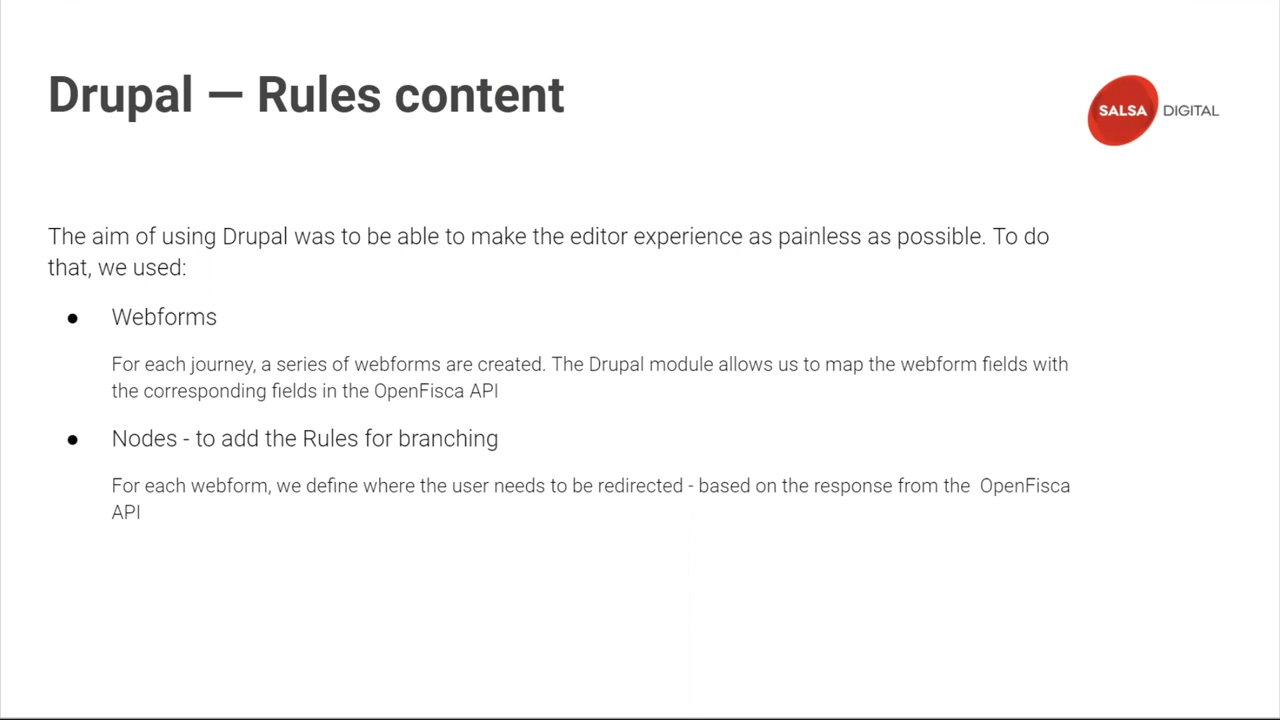 Drupal — Rules content
SALSA DIGITAL
The aim of using Drupal was to be able to make the editor experience as painless as possible. To do
that, we used:
● Webforms
For each journey, a series of webforms are created. The Drupal module allows us to map the webform fields with
the corresponding fields in the OpenFisca API
● Nodes - to add the Rules for branching
For each webform, we define where the user needs to be redirected - based on the response from the  OpenFisca
API